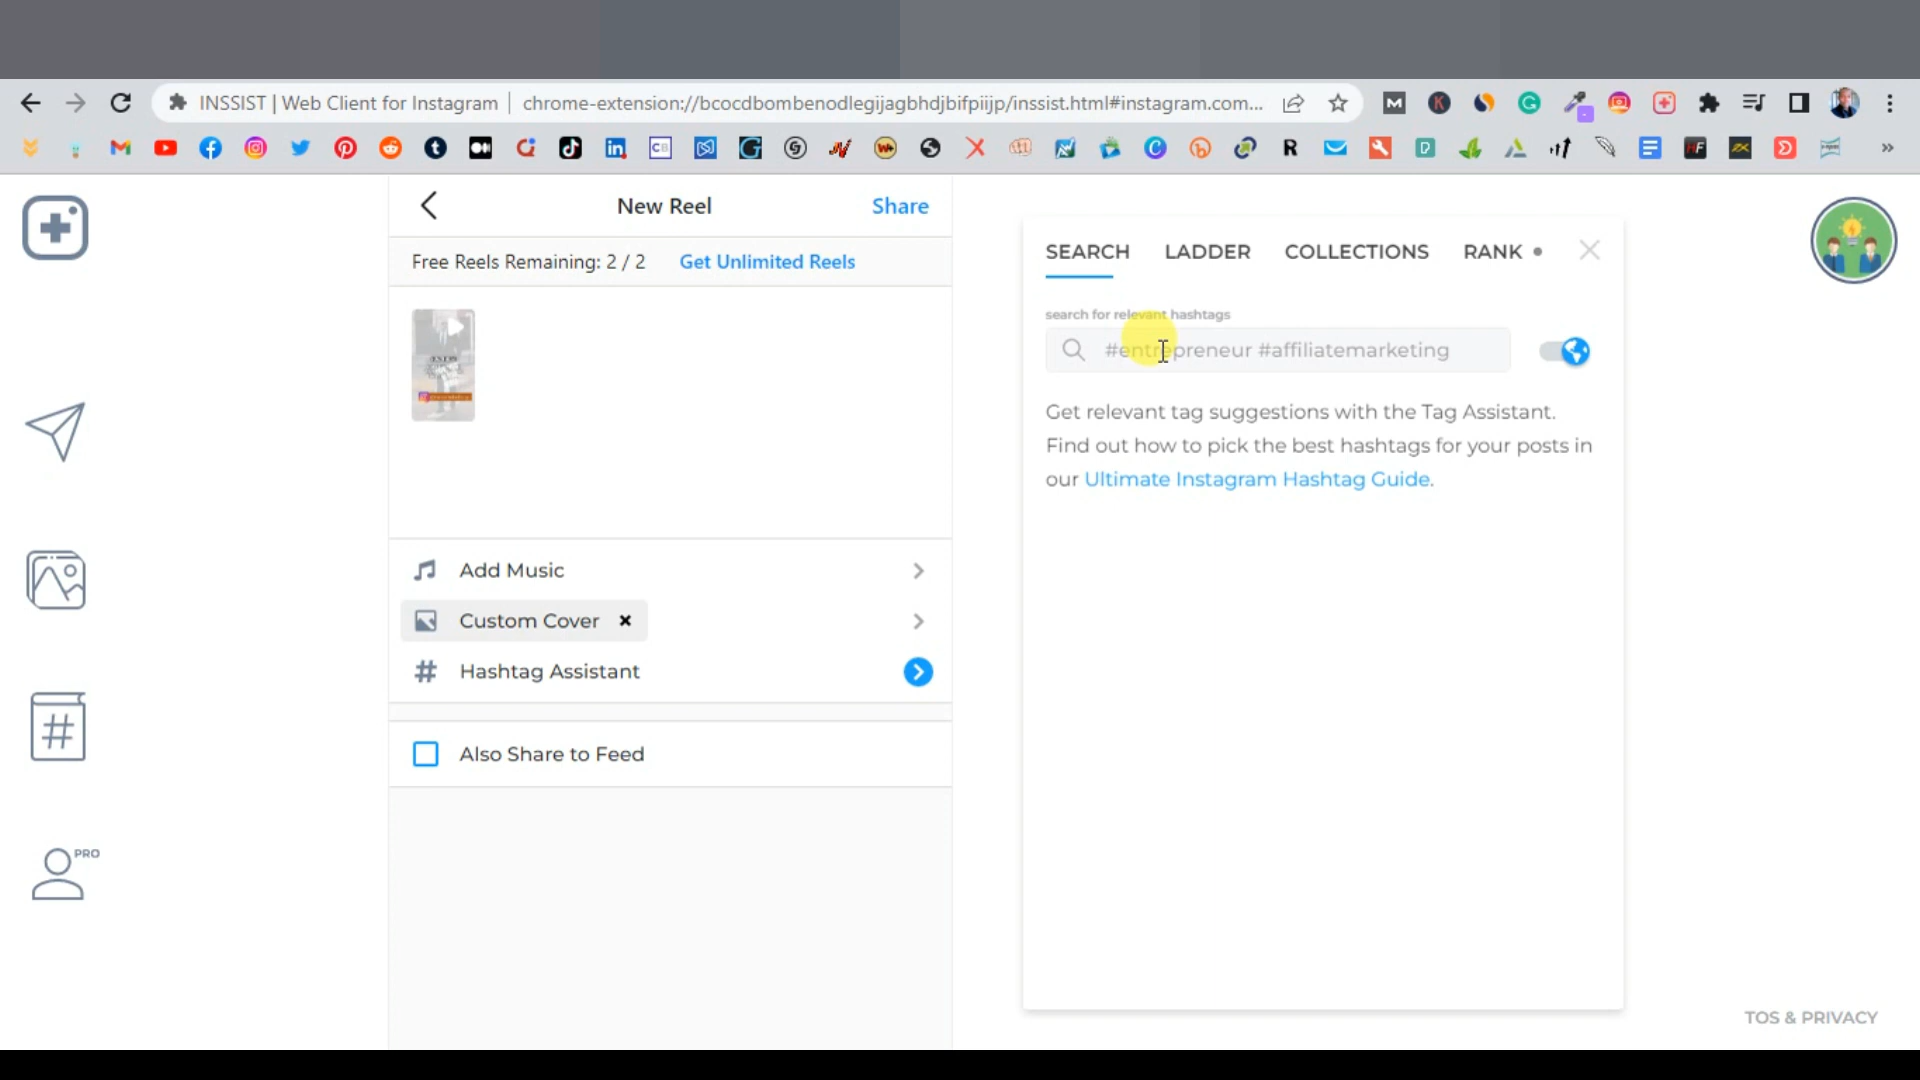 INSSIST | Web Client for Instagram | chrome-extension://bcocdbombenodlegijagbhdjbifpiijp/inssist.html#instagram.com...
New Reel
Share
Free Reels Remaining: 2 / 2
Get Unlimited Reels
Add Music
Custom Cover
Hashtag Assistant
Also Share to Feed
SEARCH
LADDER
COLLECTIONS
RANK
search for relevant hashtags
#entrepreneur #affiliatemarketing
Get relevant tag suggestions with the Tag Assistant.
Find out how to pick the best hashtags for your posts in
our Ultimate Instagram Hashtag Guide.
PRO
TOS & PRIVACY